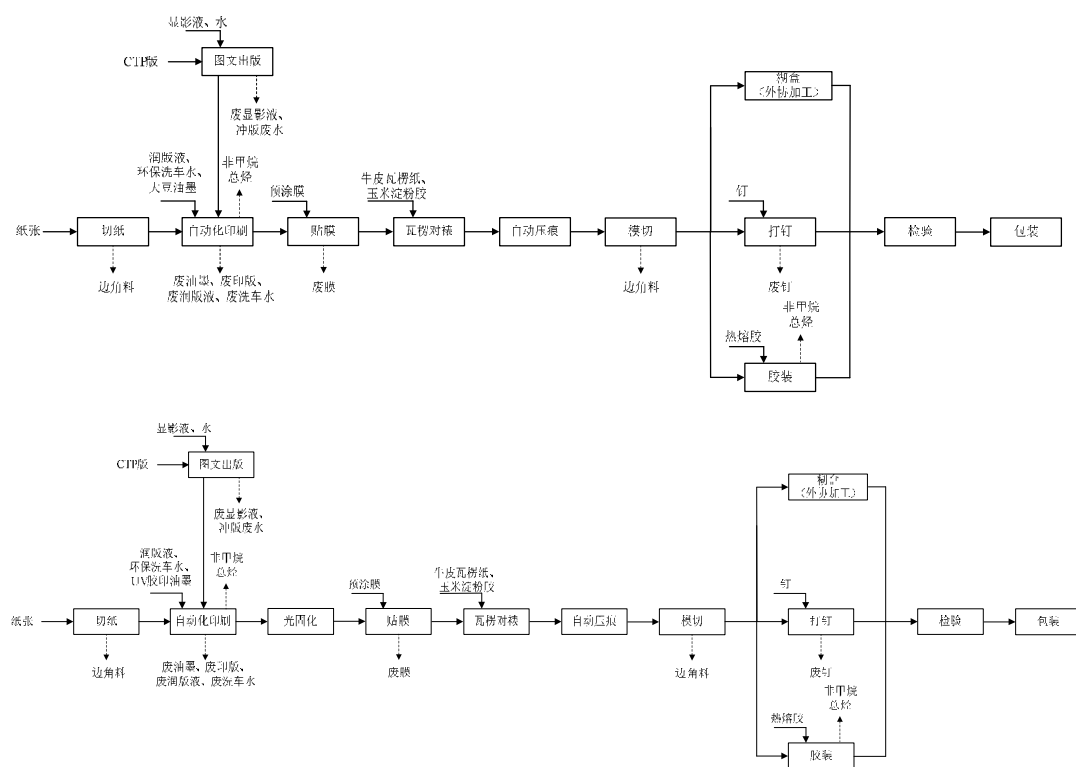 显影液、水
CTP版
图文出版
废显影液、
冲版废水
糊盒
（外协加工）
润版液、
环保洗车水、
大豆油墨
非甲烷
总烃
预涂膜
牛皮瓦楞纸、
玉米淀粉胶
钉
纸张
切纸
自动化印刷
贴膜
瓦楞对裱
自动压痕
模切
打钉
检验
包装
边角料
废油墨、废印版、
废润版液、废洗车水
废膜
边角料
废钉
非甲烷
总烃
热熔胶
胶装
显影液、水
CTP版
图文出版
废显影液、
冲版废水
糊盒
（外协加工）
润版液、
环保洗车水、
UV胶印油墨
非甲烷
总烃
预涂膜
牛皮瓦楞纸、
玉米淀粉胶
钉
纸张
切纸
自动化印刷
光固化
贴膜
瓦楞对裱
自动压痕
模切
打钉
检验
包装
边角料
废油墨、废印版、
废润版液、废洗车水
废膜
边角料
废钉
非甲烷
总烃
热熔胶
胶装